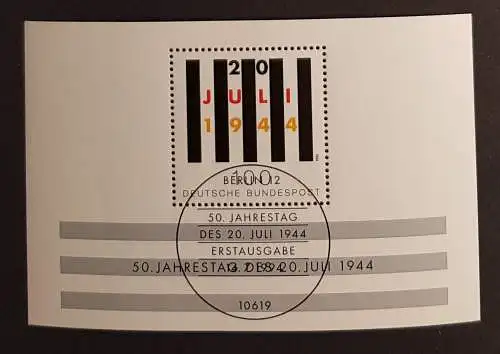 20
JULI
1944
100
BERLIN 12
DEUTSCHE BUNDESPOST
50. JAHRESTAG
DES 20. JULI 1944
ERSTAUSGABE
50. JAHRESTAG DES 20. JULI 1944
10619